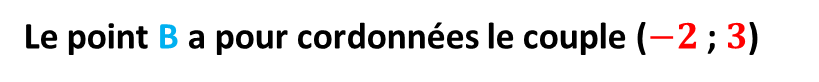 Le point B a pour cordonnées le couple (−2 ; 3)